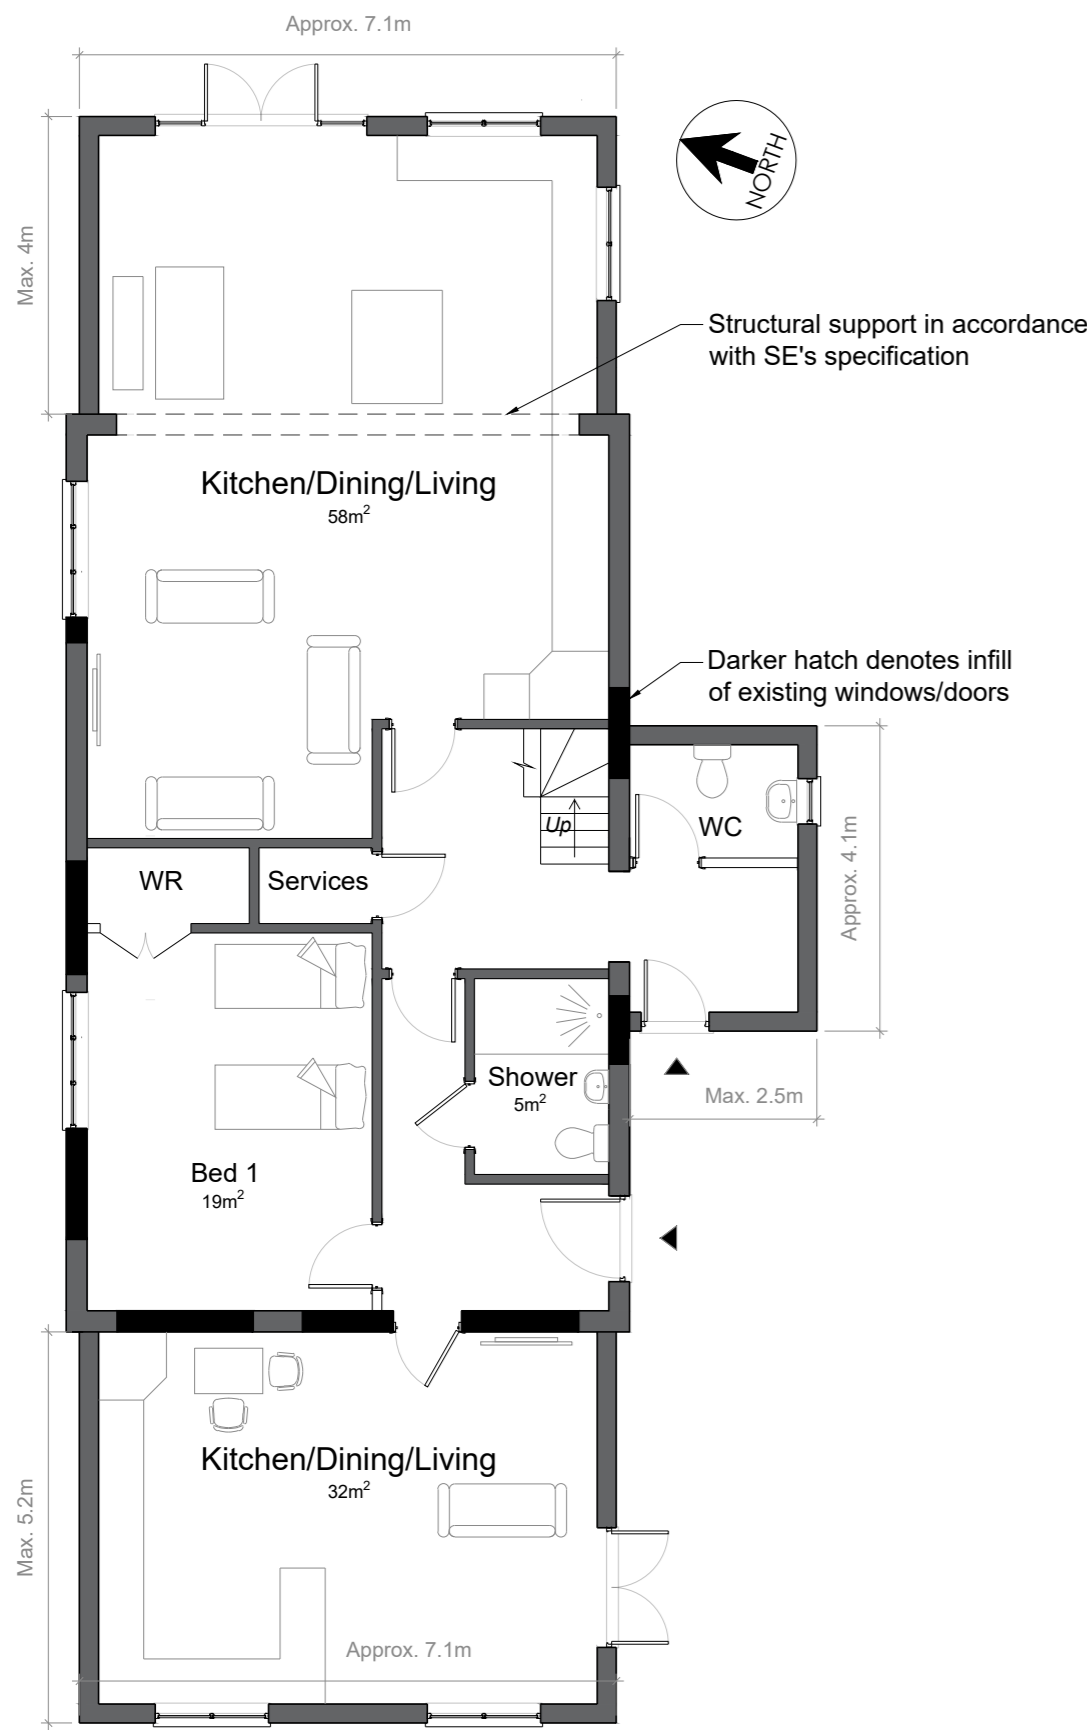 Approx. 7.1m
NORTH
Max. 4m
Structural support in accordance
with SE's specification
Kitchen/Dining/Living
58m²
Darker hatch denotes infill
of existing windows/doors
Up
WC
Approx. 4.1m
WR
Services
Shower
5m²
Max. 2.5m
Bed 1
19m²
Kitchen/Dining/Living
32m²
Max. 5.2m
Approx. 7.1m